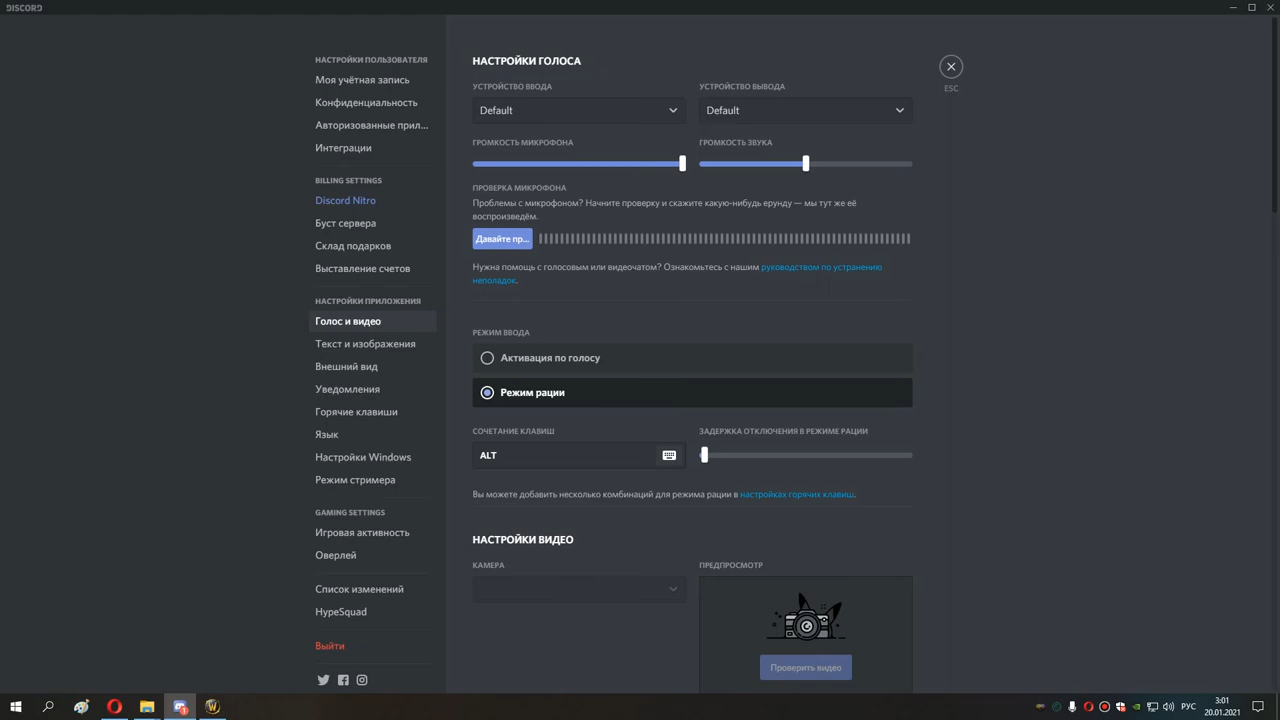 DISCORD
НАСТРОЙКИ ПОЛЬЗОВАТЕЛЯ
Моя учётная запись
Конфиденциальность
Авторизованные прил...
Интеграции
BILLING SETTINGS
Discord Nitro
Буст сервера
Склад подарков
Выставление счетов
НАСТРОЙКИ ПРИЛОЖЕНИЯ
Голос и видео
Текст и изображения
Внешний вид
Уведомления
Горячие клавиши
Язык
Настройки Windows
Режим стримера
GAMING SETTINGS
Игровая активность
Оверлей
Список изменений
HypeSquad
Выйти
НАСТРОЙКИ ГОЛОСА
ESC
УСТРОЙСТВО ВВОДА
УСТРОЙСТВО ВЫВОДА
Default
Default
ГРОМКОСТЬ МИКРОФОНА
ГРОМКОСТЬ ЗВУКА
ПРОВЕРКА МИКРОФОНА
Проблемы с микрофоном? Начните проверку и скажите какую-нибудь ерунду — мы тут же её
воспроизведём.
Давайте пр...
Нужна помощь с голосовым или видеочатом? Ознакомьтесь с нашим руководством по устранению
неполадок.
РЕЖИМ ВВОДА
Активация по голосу
Режим рации
СОЧЕТАНИЕ КЛАВИШ
ЗАДЕРЖКА ОТКЛЮЧЕНИЯ В РЕЖИМЕ РАЦИИ
ALT
Вы можете добавить несколько комбинаций для режима рации в настройках горячих клавиш.
НАСТРОЙКИ ВИДЕО
КАМЕРА
ПРЕДПРОСМОТР
Проверить видео
РУС
3:01
20.01.2021